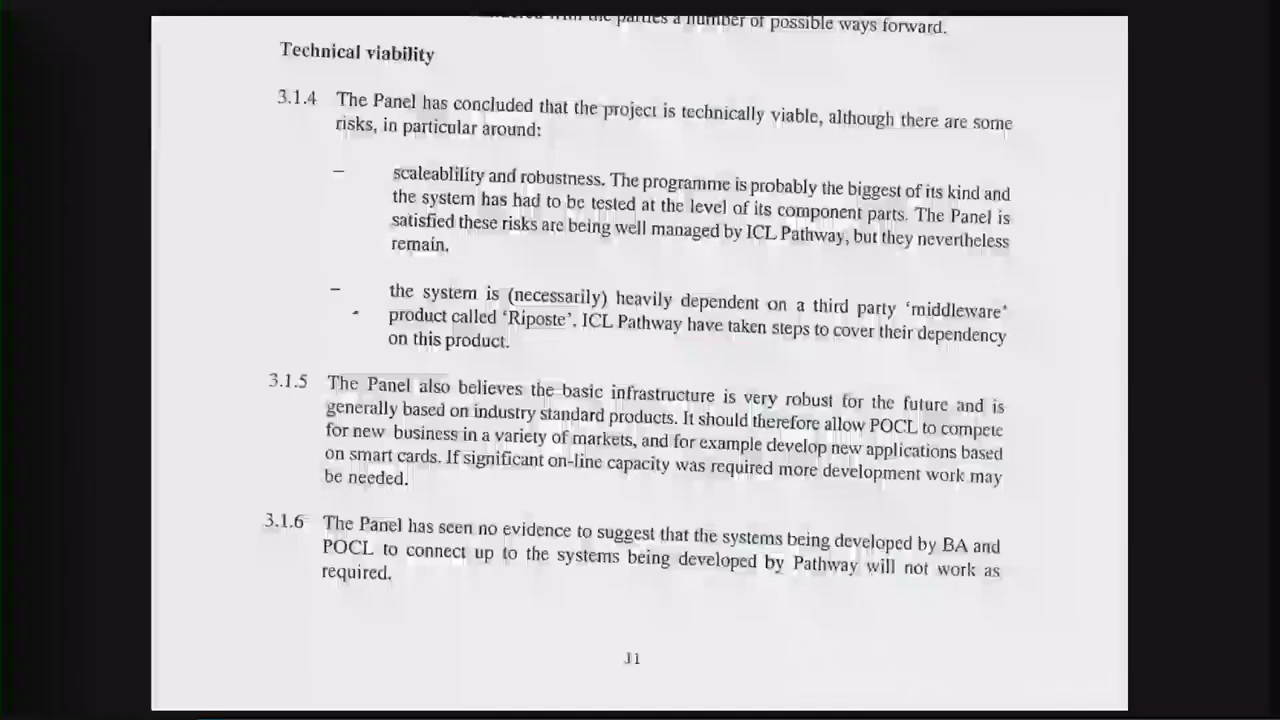 the parties a number of possible ways forward.
Technical viability
3.1.4 The Panel has concluded that the project is technically viable, although there are some
risks, in particular around:
– scaleablility and robustness. The programme is probably the biggest of its kind and
the system has had to be tested at the level of its component parts. The Panel is
satisfied these risks are being well managed by ICL Pathway, but they nevertheless
remain.
– the system is (necessarily) heavily dependent on a third party ‘middleware’
product called ‘Riposte’. ICL Pathway have taken steps to cover their dependency
on this product.
3.1.5 The Panel also believes the basic infrastructure is very robust for the future and is
generally based on industry standard products. It should therefore allow POCL to compete
for new business in a variety of markets, and for example develop new applications based
on smart cards. If significant on-line capacity was required more development work may
be needed.
3.1.6 The Panel has seen no evidence to suggest that the systems being developed by BA and
POCL to connect up to the systems being developed by Pathway will not work as
required.
11